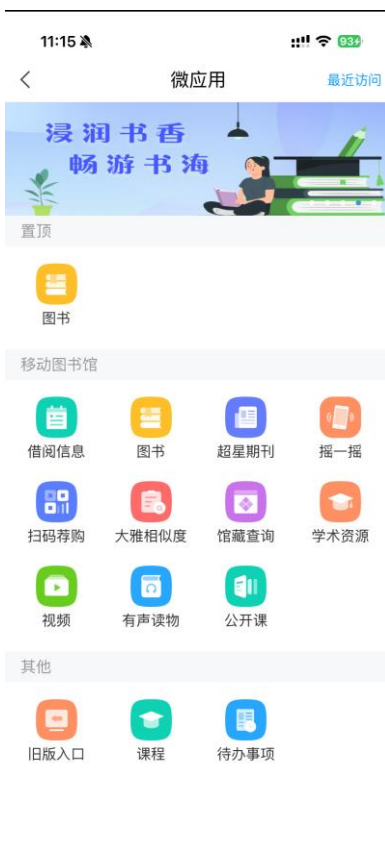 11:15
93
微应用
最近访问
浸润书香
畅游书海
置顶
图书
移动图书馆
借阅信息 图书 超星期刊 摇一摇
扫码荐购 大雅相似度 馆藏查询 学术资源
视频 有声读物 公开课
其他
旧版入口 课程 待办事项